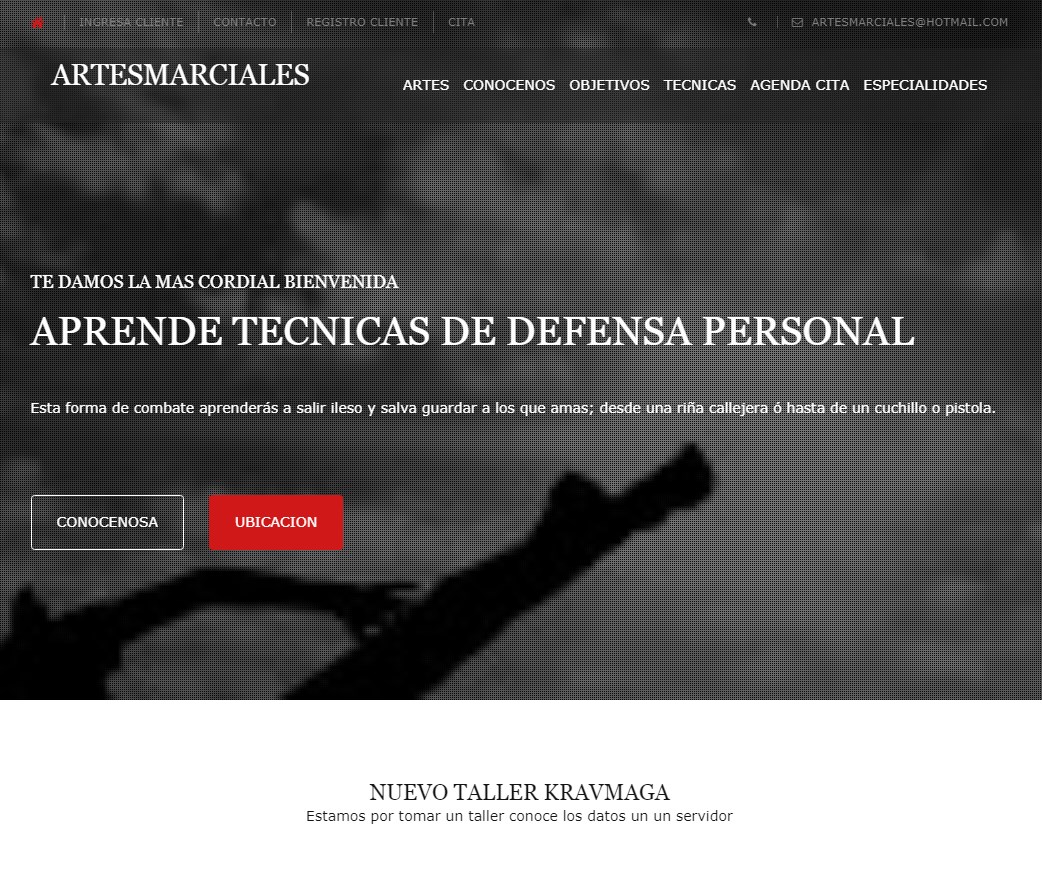 INGRESA CLIENTE CONTACTO REGISTRO CLIENTE CITA ARTESMARCIALES@HOTMAIL.COM
ARTESMARCIALES
ARTES CONOCENOS OBJETIVOS TECNICAS AGENDA CITA ESPECIALIDADES
TE DAMOS LA MAS CORDIAL BIENVENIDA
APRENDE TECNICAS DE DEFENSA PERSONAL
Esta forma de combate aprenderás a salir ileso y salva guardar a los que amas; desde una riña callejera ó hasta de un cuchillo o pistola.
CONOCENOSA UBICACION
NUEVO TALLER KRAVMAGA
Estamos por tomar un taller conoce los datos un un servidor